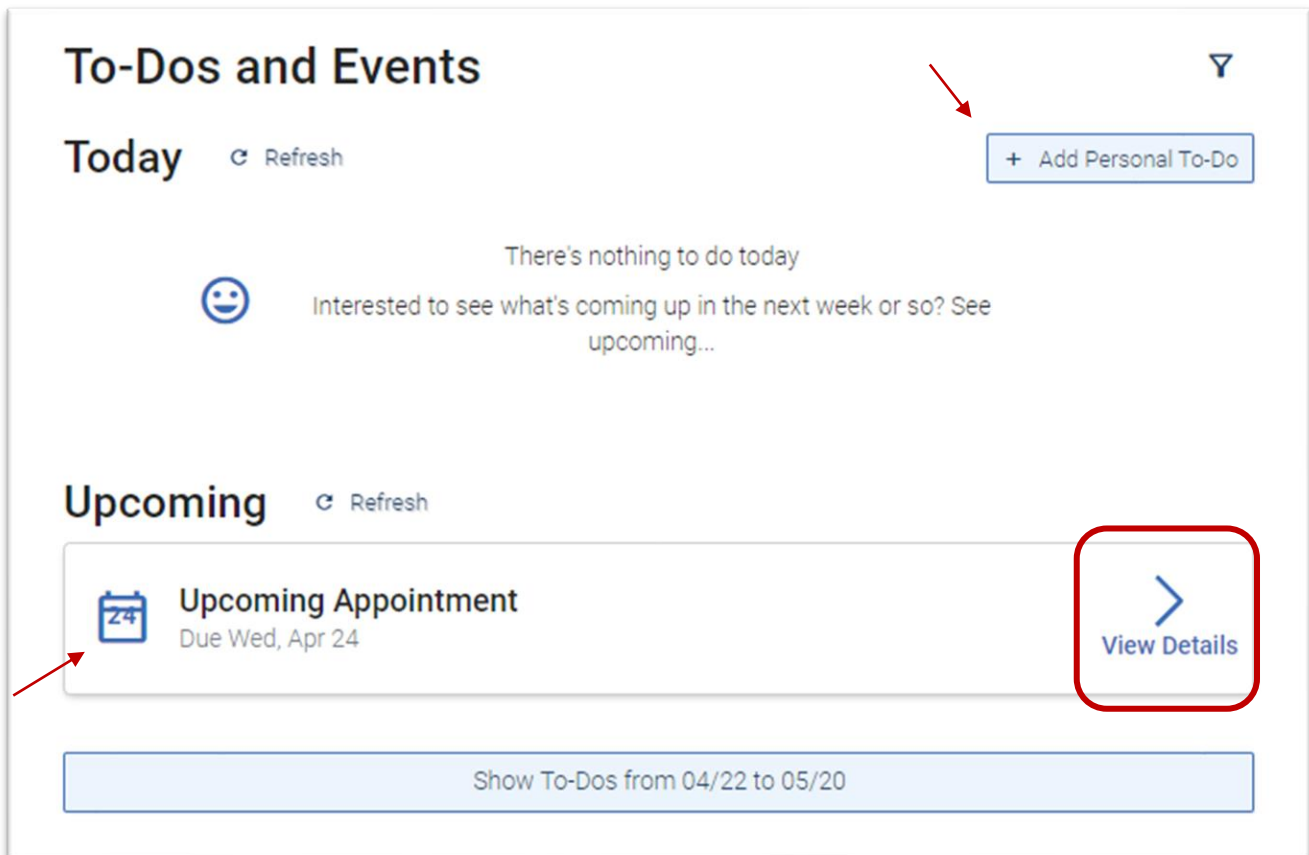 To-Dos and Events
Today
Refresh
+ Add Personal To-Do
There's nothing to do today
Interested to see what's coming up in the next week or so? See
upcoming...
Upcoming
Refresh
24
Upcoming Appointment
Due Wed, Apr 24
View Details
Show To-Dos from 04/22 to 05/20